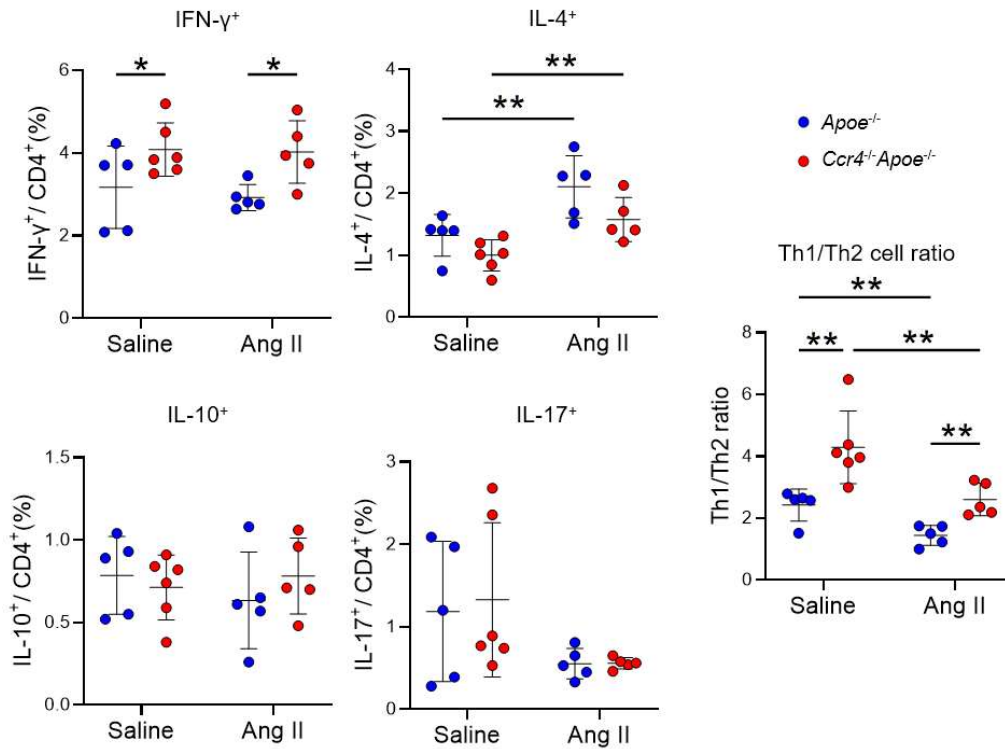 IFN-γ⁺
IFN-γ⁺/ CD4⁺(%)
6
4
2
0
*
*
Saline
Ang II
IL-4⁺
IL-4⁺/ CD4⁺(%)
4
3
2
1
0
**
**
Saline
Ang II
Apoe⁻/⁻
Ccr4⁻/⁻Apoe⁻/⁻
IL-10⁺
IL-10⁺/ CD4⁺(%)
1.5
1.0
0.5
0.0
Saline
Ang II
IL-17⁺
IL-17⁺/ CD4⁺(%)
3
2
1
0
Saline
Ang II
Th1/Th2 cell ratio
Th1/Th2 ratio
8
6
4
2
0
**
**
**
**
Saline
Ang II